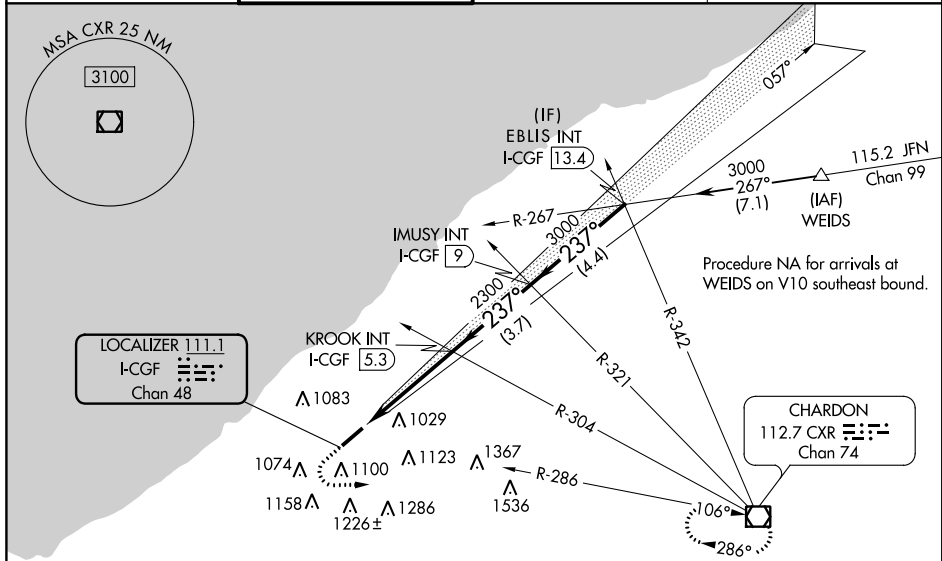 MSA CXR 25 NM
3100
057°
(IF)
EBLIS INT
I-CGF 13.4
3000
267°
(7.1)
115.2 JFN
Chan 99
(IAF)
WEIDS
R-267
IMUSY INT
I-CGF 9
3000
237°
(4.4)
Procedure NA for arrivals at
WEIDS on V10 southeast bound.
2300
237°
(3.7)
R-342
KROOK INT
I-CGF 5.3
LOCALIZER 111.1
I-CGF
Chan 48
R-321
R-304
1083
1029
CHARDON
112.7 CXR
Chan 74
1074
1100
1123
1367
R-286
1158
1226±
1286
1536
106°
286°